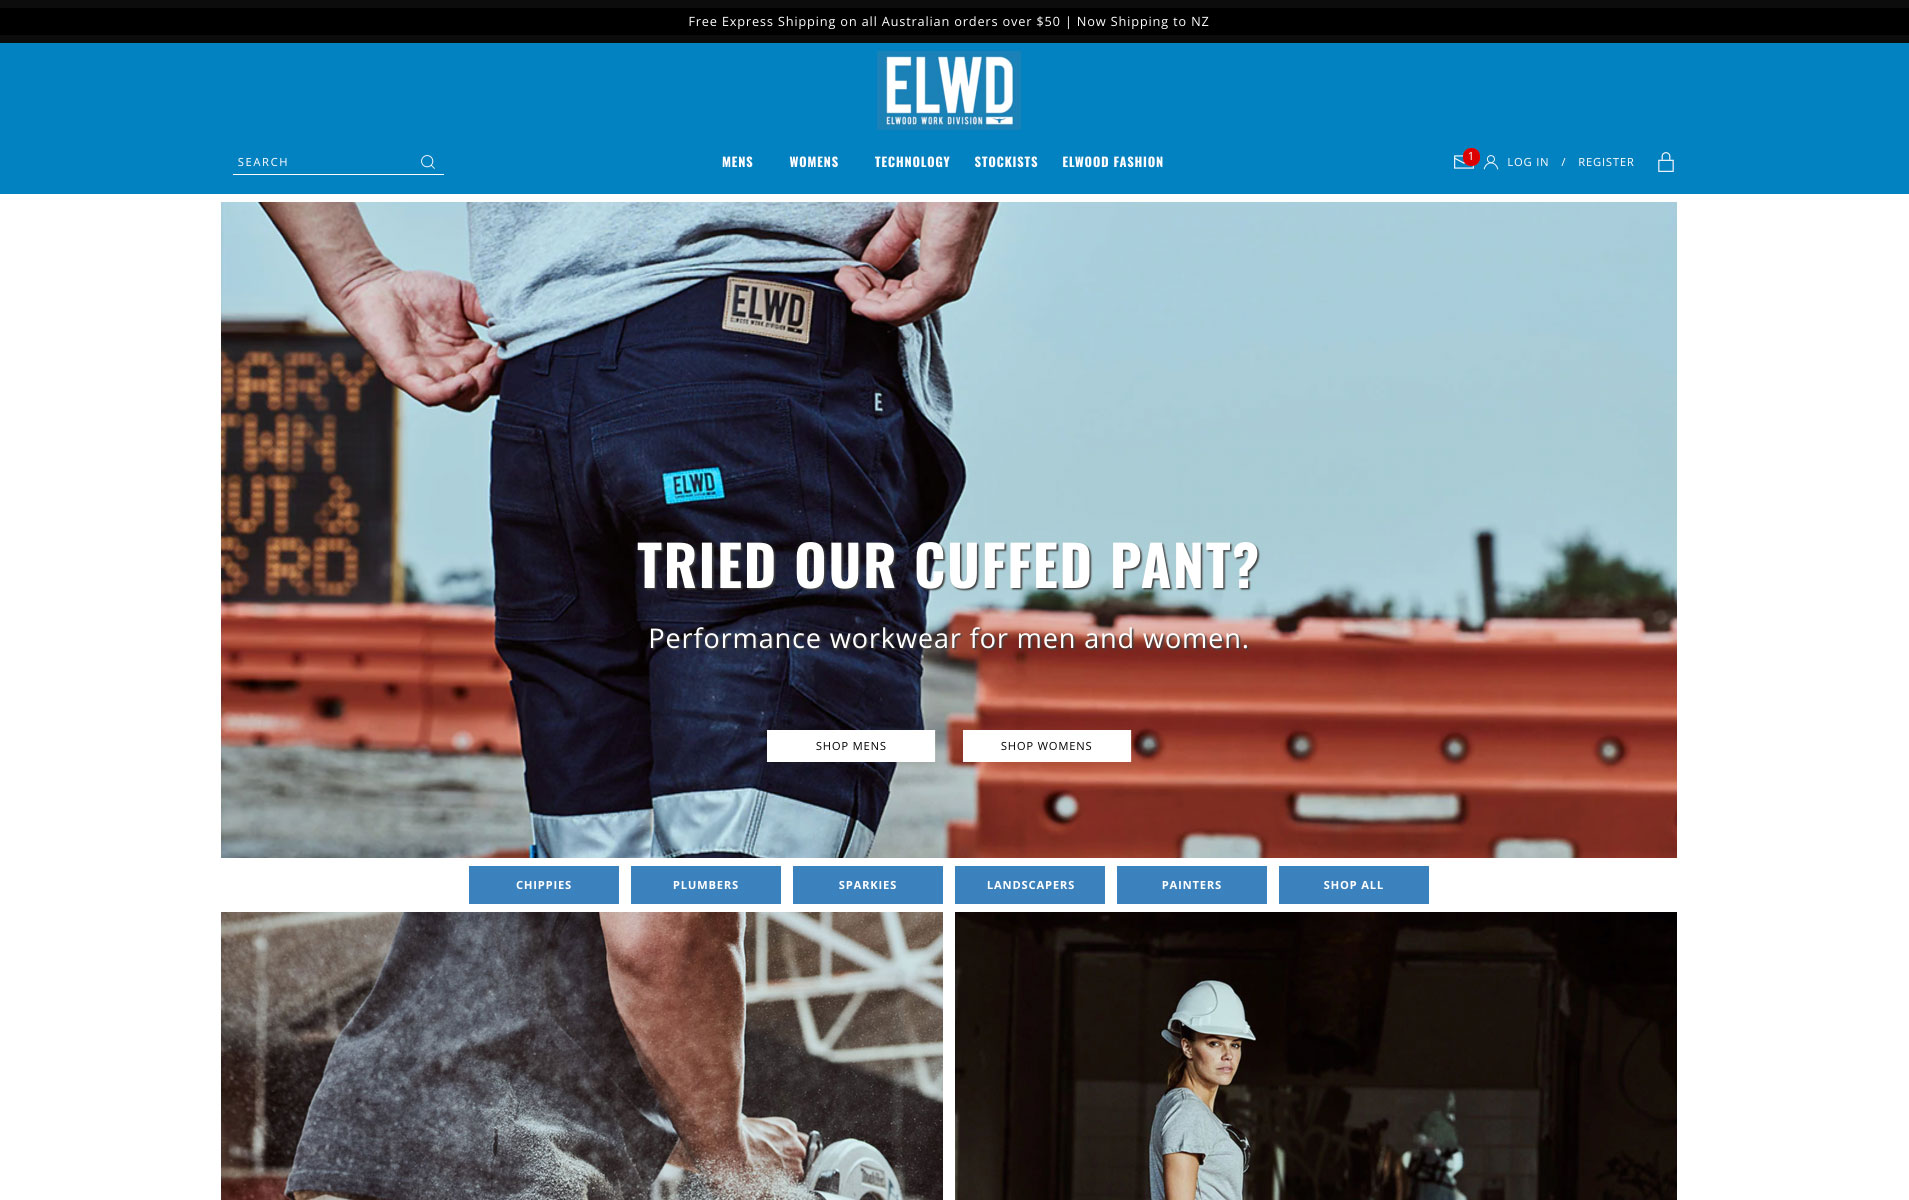 Free Express Shipping on all Australian orders over $50 | Now Shipping to NZ
ELWD
ELWOOD WORK DIVISION
SEARCH
MENS WOMENS TECHNOLOGY STOCKISTS ELWOOD FASHION
1 LOG IN / REGISTER
ELWD
ELWOOD WORK DIVISION
E
ELWD
TWN
UT &
S RD
TRIED OUR CUFFED PANT?
Performance workwear for men and women.
SHOP MENS SHOP WOMENS
CHIPPIES PLUMBERS SPARKIES LANDSCAPERS PAINTERS SHOP ALL